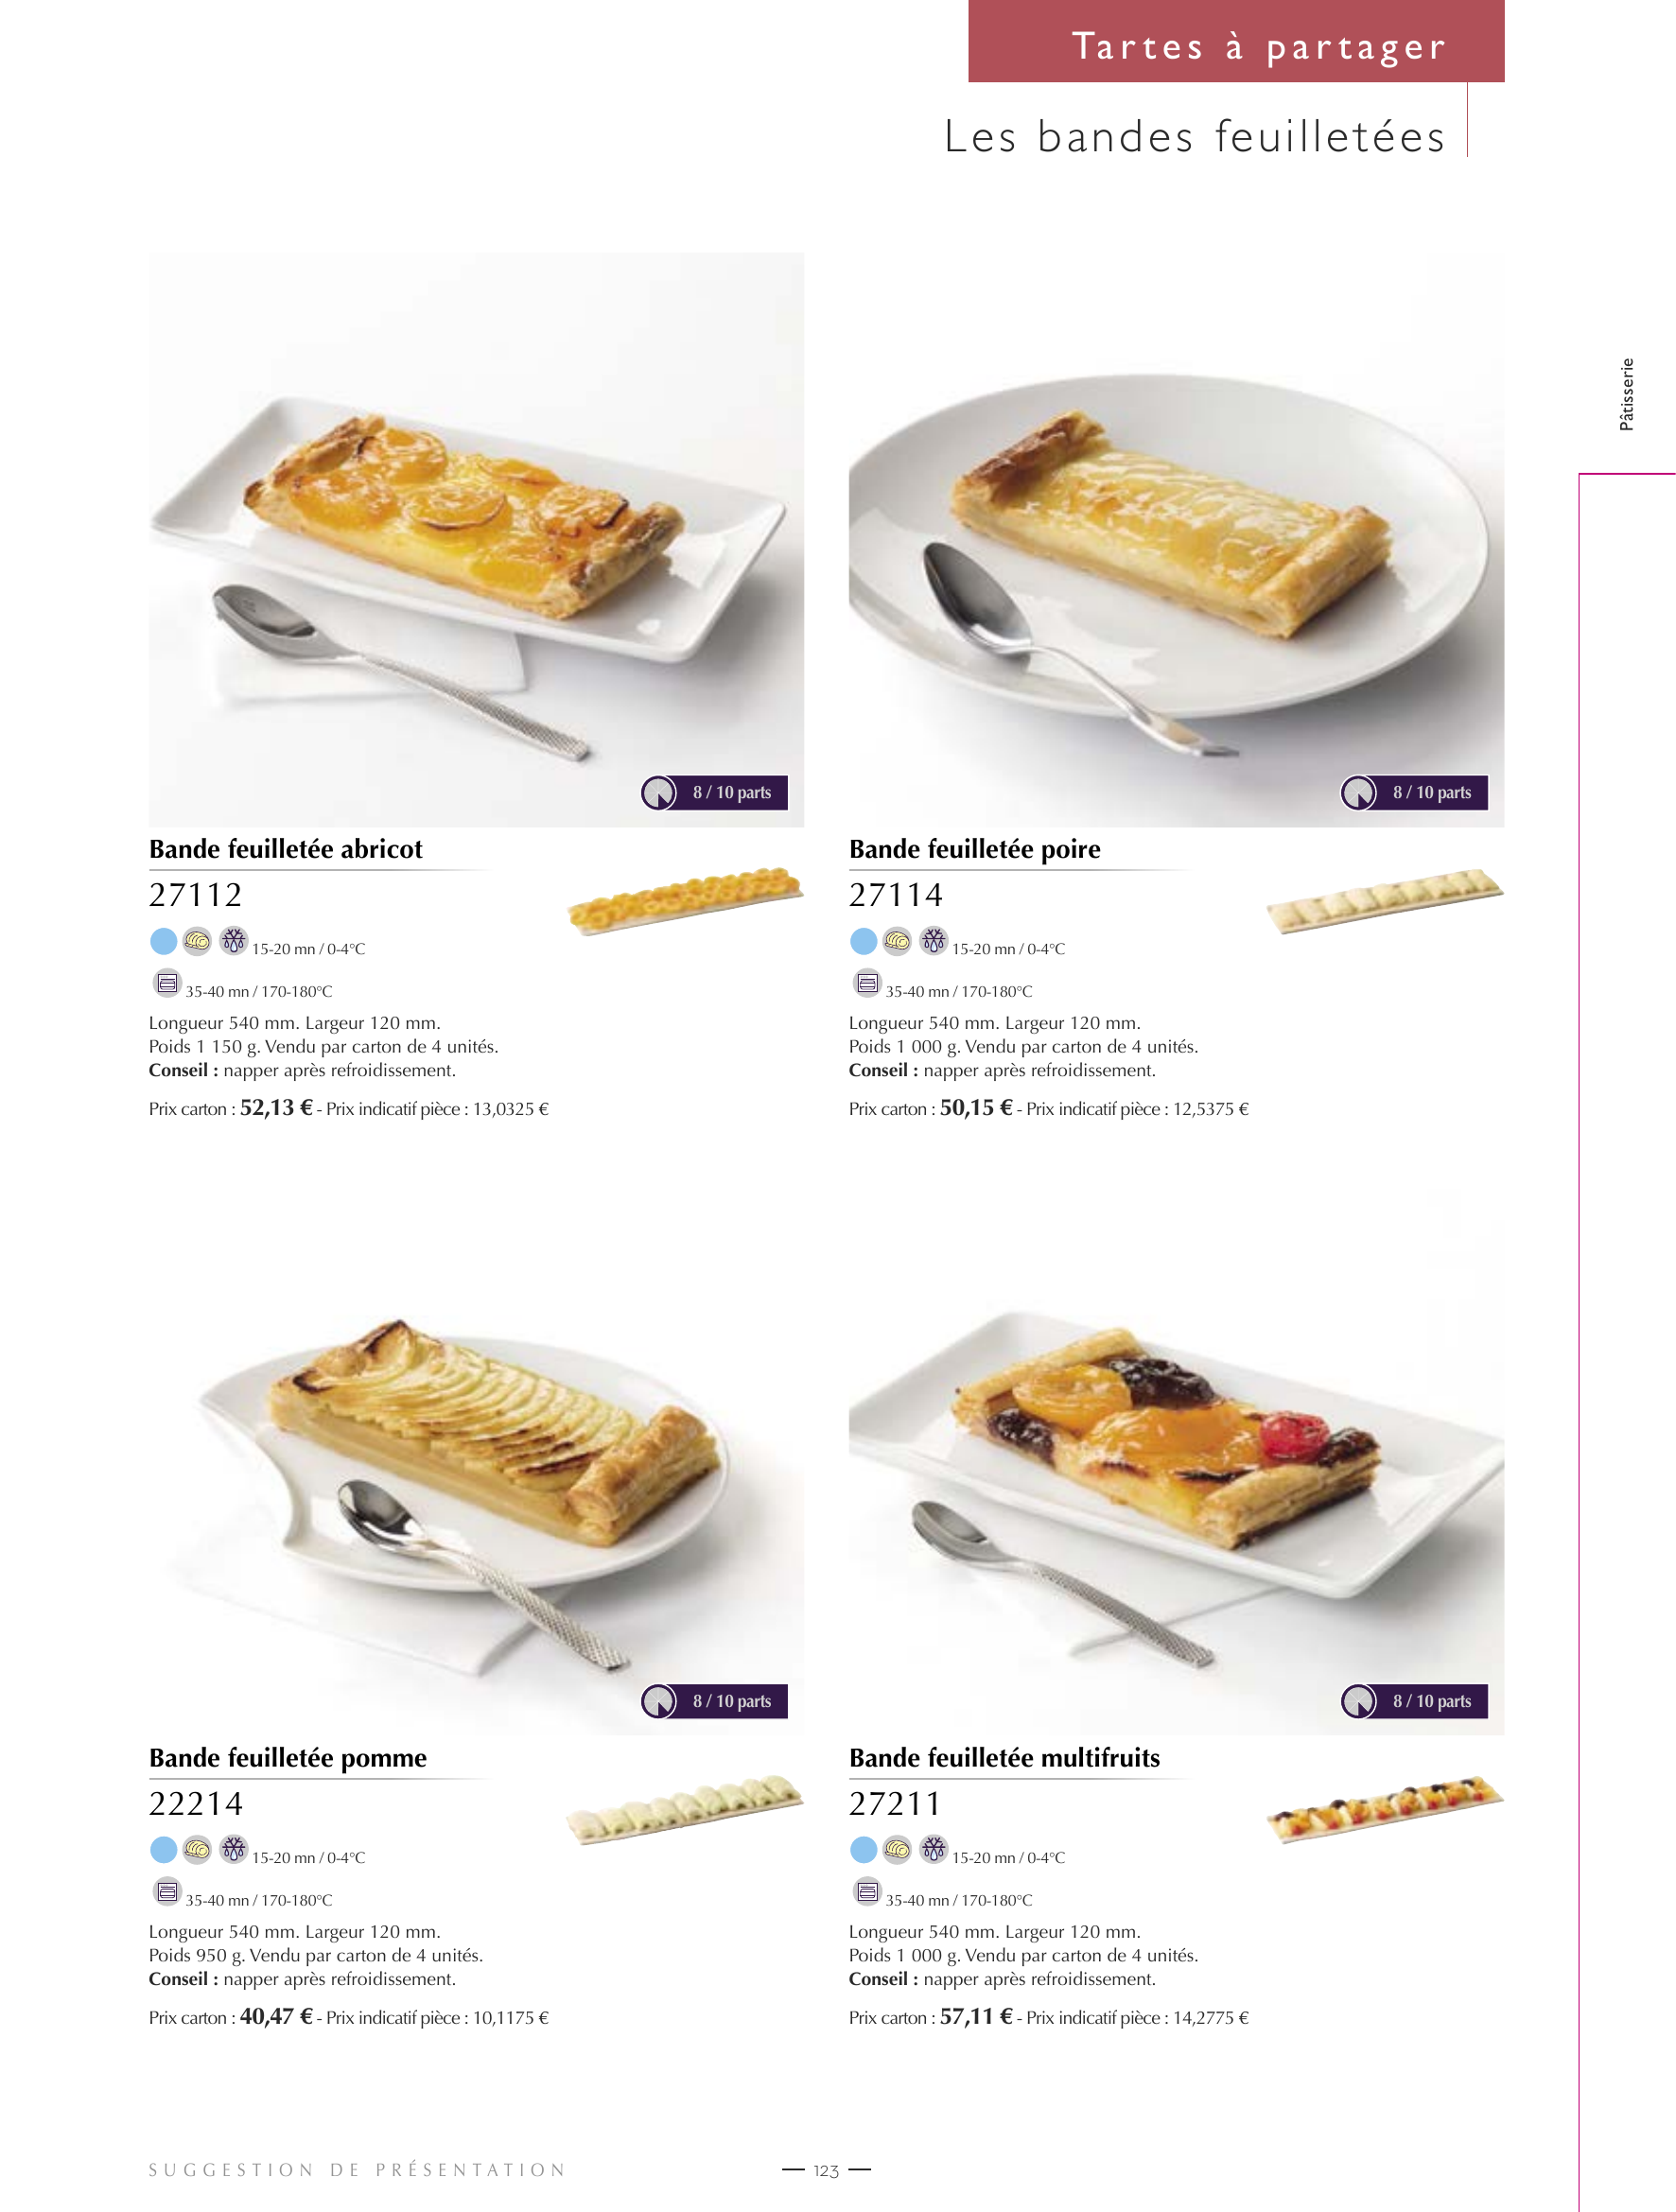 Tartes à partager
Les bandes feuilletées
Pâtisserie
8 / 10 parts
Bande feuilletée abricot
27112
15-20 mn / 0-4°C
35-40 mn / 170-180°C
Longueur 540 mm. Largeur 120 mm.
Poids 1 150 g. Vendu par carton de 4 unités.
Conseil : napper après refroidissement.
Prix carton : 52,13 € - Prix indicatif pièce : 13,0325 €
8 / 10 parts
Bande feuilletée poire
27114
15-20 mn / 0-4°C
35-40 mn / 170-180°C
Longueur 540 mm. Largeur 120 mm.
Poids 1 000 g. Vendu par carton de 4 unités.
Conseil : napper après refroidissement.
Prix carton : 50,15 € - Prix indicatif pièce : 12,5375 €
8 / 10 parts
Bande feuilletée pomme
22214
15-20 mn / 0-4°C
35-40 mn / 170-180°C
Longueur 540 mm. Largeur 120 mm.
Poids 950 g. Vendu par carton de 4 unités.
Conseil : napper après refroidissement.
Prix carton : 40,47 € - Prix indicatif pièce : 10,1175 €
8 / 10 parts
Bande feuilletée multifruits
27211
15-20 mn / 0-4°C
35-40 mn / 170-180°C
Longueur 540 mm. Largeur 120 mm.
Poids 1 000 g. Vendu par carton de 4 unités.
Conseil : napper après refroidissement.
Prix carton : 57,11 € - Prix indicatif pièce : 14,2775 €
SUGGESTION DE PRÉSENTATION
— 123 —